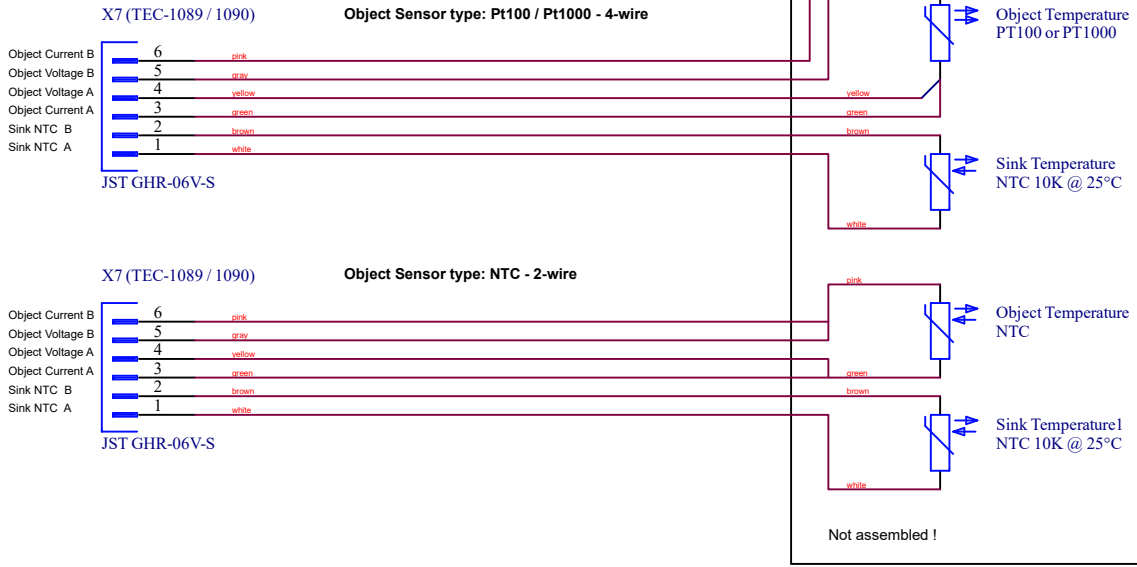 X7 (TEC-1089 / 1090)
Object Sensor type: Pt100 / Pt1000 - 4-wire
Object Temperature
PT100 or PT1000
Object Current B
6
pink
Object Voltage B
5
gray
Object Voltage A
4
yellow
yellow
Object Current A
3
green
green
Sink NTC B
2
brown
brown
Sink NTC A
1
white
Sink Temperature
NTC 10K @ 25°C
JST GHR-06V-S
white
X7 (TEC-1089 / 1090)
Object Sensor type: NTC - 2-wire
pink
Object Current B
6
pink
Object Temperature
NTC
Object Voltage B
5
gray
Object Voltage A
4
yellow
Object Current A
3
green
green
Sink NTC B
2
brown
brown
Sink NTC A
1
white
Sink Temperature1
NTC 10K @ 25°C
JST GHR-06V-S
white
Not assembled !